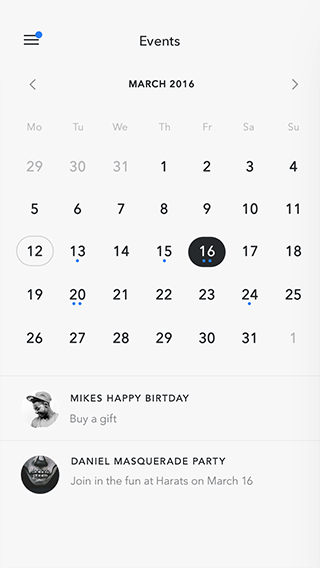 Events
MARCH 2016
Mo Tu We Th Fr Sa Su
29 30 31 1 2 3 4
5 6 7 8 9 10 11
12 13 14 15 16 17 18
19 20 21 22 23 24 25
26 27 28 29 30 31 1
MIKES HAPPY BIRTDAY
Buy a gift
DANIEL MASQUERADE PARTY
Join in the fun at Harats on March 16